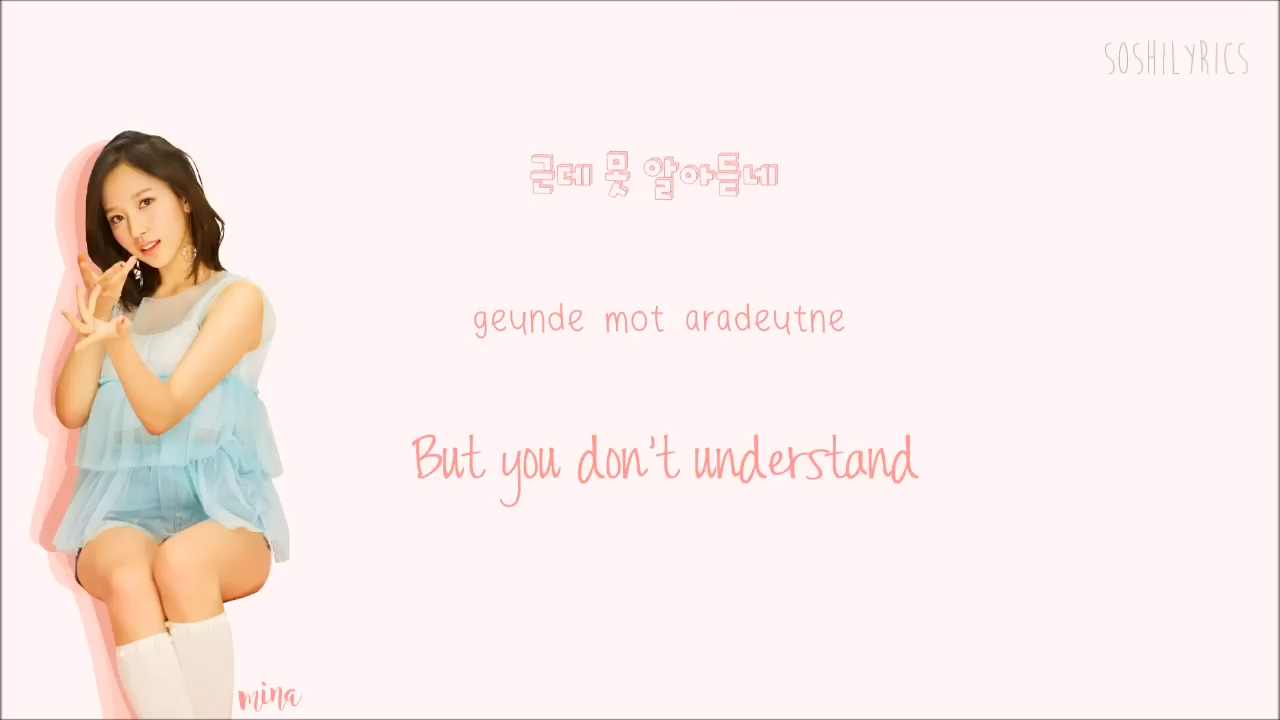 SOSHILYRICS
근데 못 알아듣네
geunde mot aradeutne
But you don't understand
mina